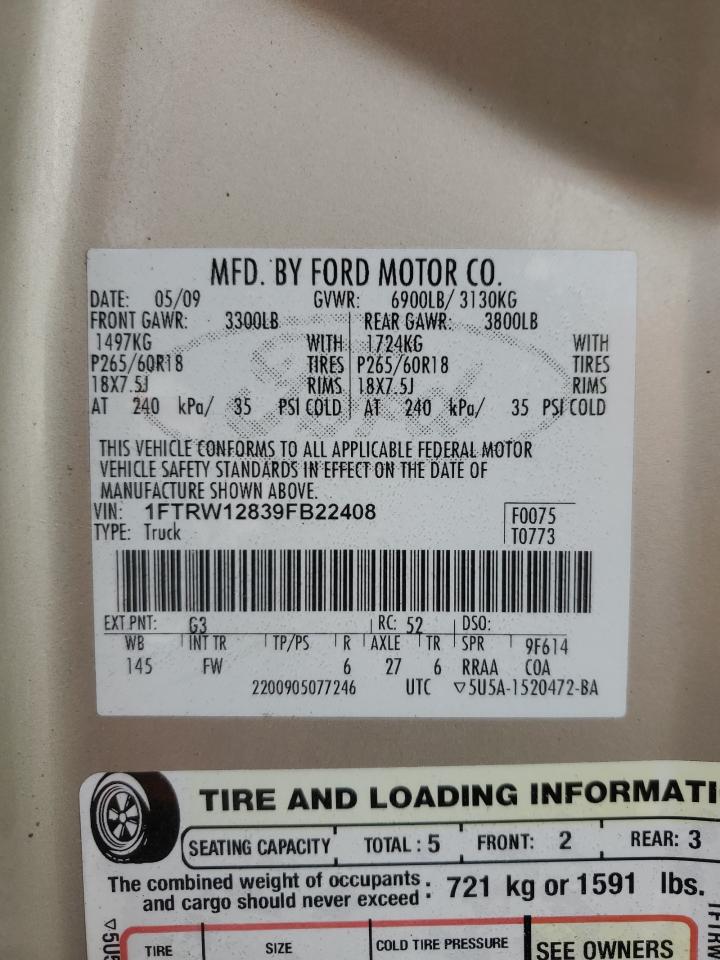 MFD. BY FORD MOTOR CO.
DATE: 05/09 GVWR: 6900LB/ 3130KG
FRONT GAWR: 3300LB REAR GAWR: 3800LB
1497KG WITH 1724KG WITH
P265/60R18 TIRES P265/60R18 TIRES
18X7.5J RIMS 18X7.5J RIMS
AT 240 kPa/ 35 PSI COLD AT 240 kPa/ 35 PSI COLD
THIS VEHICLE CONFORMS TO ALL APPLICABLE FEDERAL MOTOR
VEHICLE SAFETY STANDARDS IN EFFECT ON THE DATE OF
MANUFACTURE SHOWN ABOVE.
VIN: 1FTRW12839FB22408 F0075
TYPE: Truck T0773
EXT PNT: G3 RC: 52 DSO:
WB INT TR TP/PS R AXLE TR SPR 9F614
145 FW 6 27 6 RRAA COA
2200905077246 UTC ▽5U5A-1520472-BA
TIRE AND LOADING INFORMATI
SEATING CAPACITY TOTAL : 5 FRONT: 2 REAR: 3
The combined weight of occupants
and cargo should never exceed : 721 kg or 1591 lbs.
TIRE SIZE COLD TIRE PRESSURE SEE OWNERS
▽5U5
1FTRW